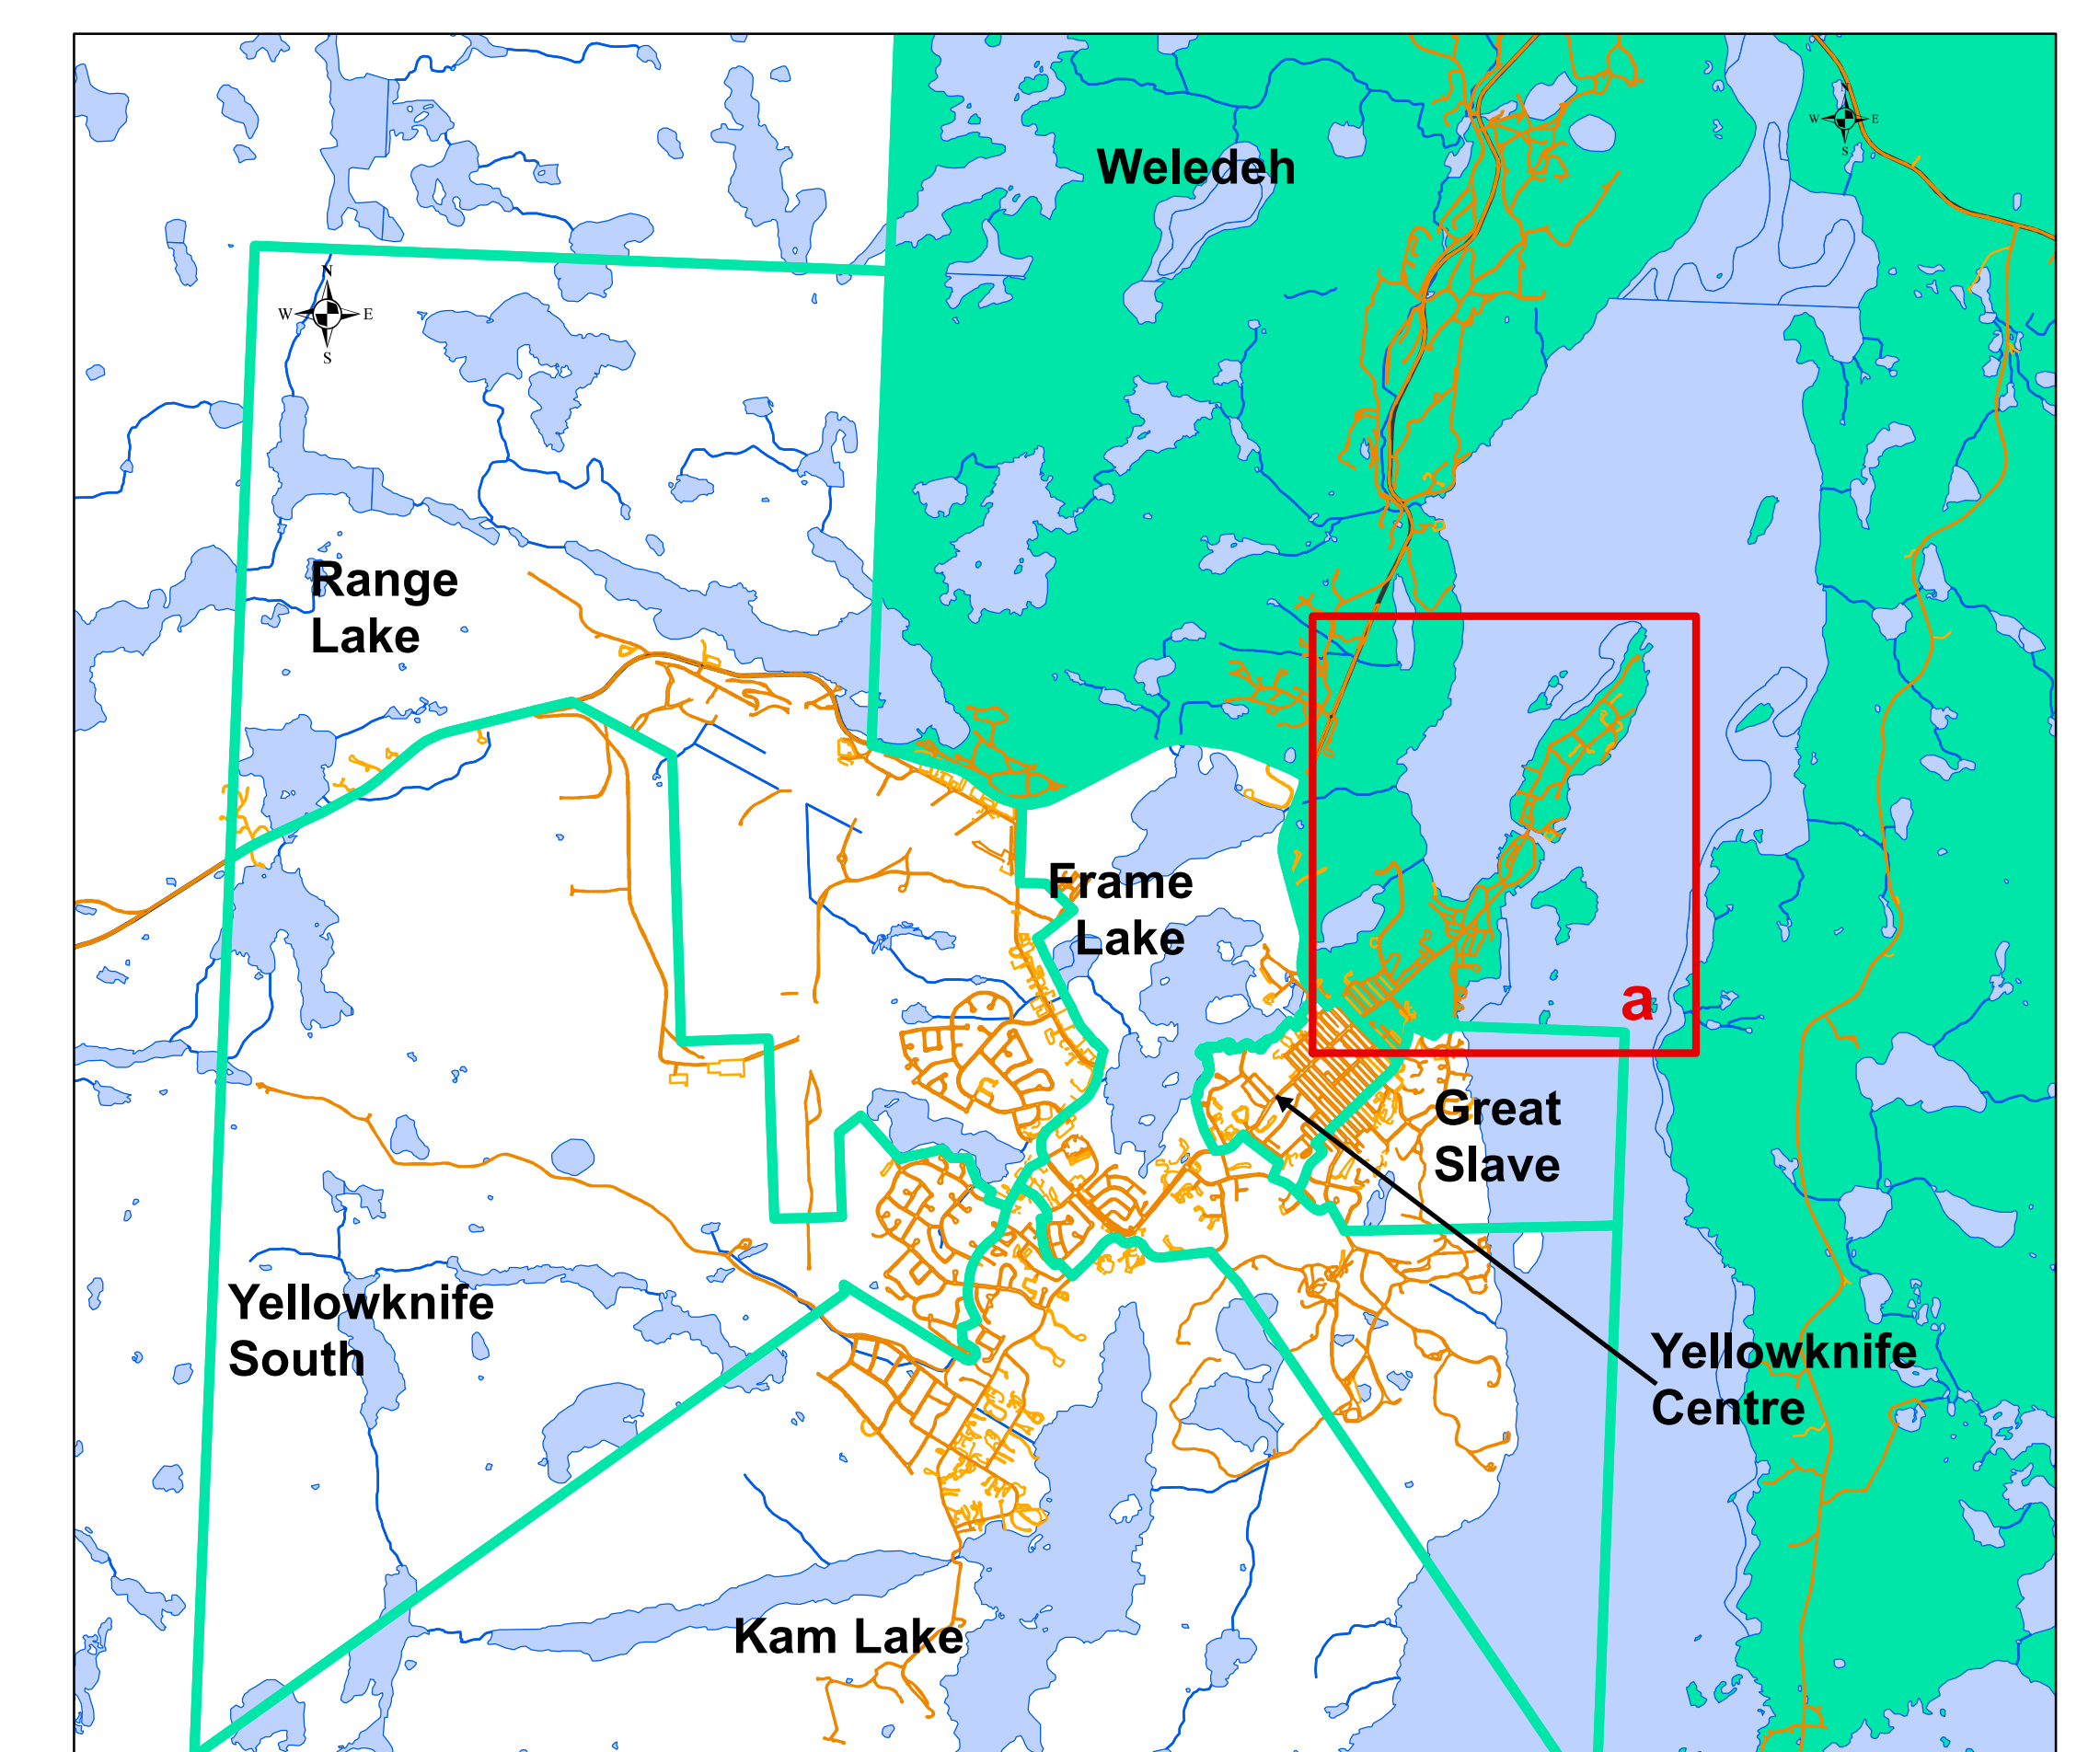 N
W E
S
Weledeh
N
W E
S
Range
Lake
Frame
Lake
a
Great
Slave
Yellowknife
South
Yellowknife
Centre
Kam Lake